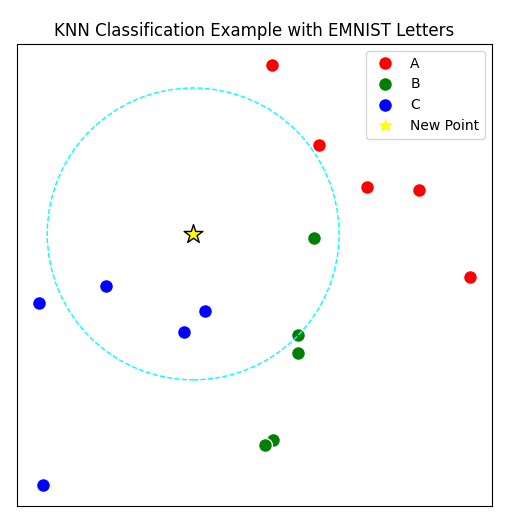 KNN Classification Example with EMNIST Letters
A
B
C
New Point